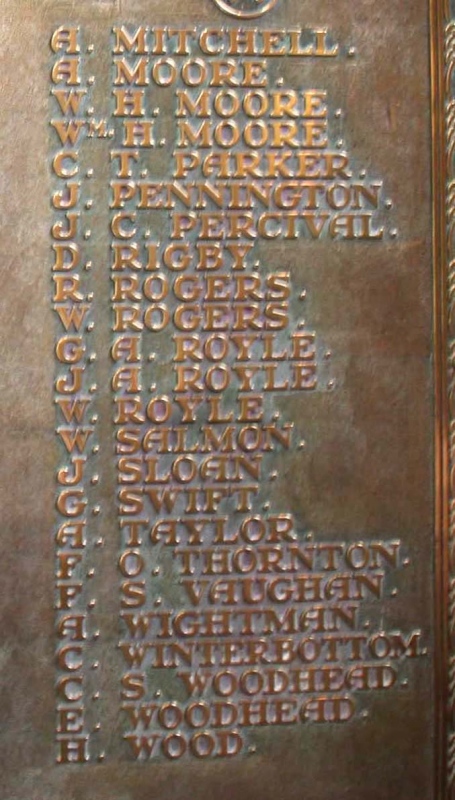 A. MITCHELL.
A. MOORE.
W. H. MOORE.
WM. H. MOORE.
C. T. PARKER.
J. PENNINGTON.
J. C. PERCIVAL.
D. RIGBY.
R. ROGERS.
W. ROGERS.
G. A. ROYLE.
J. A. ROYLE.
W. ROYLE.
W. SALMON.
J. SLOAN.
G. SWIFT.
A. TAYLOR.
F. O. THORNTON.
F. S. VAUGHAN.
A. WIGHTMAN.
C. WINTERBOTTOM.
C. S. WOODHEAD.
E. WOODHEAD.
H. WOOD.